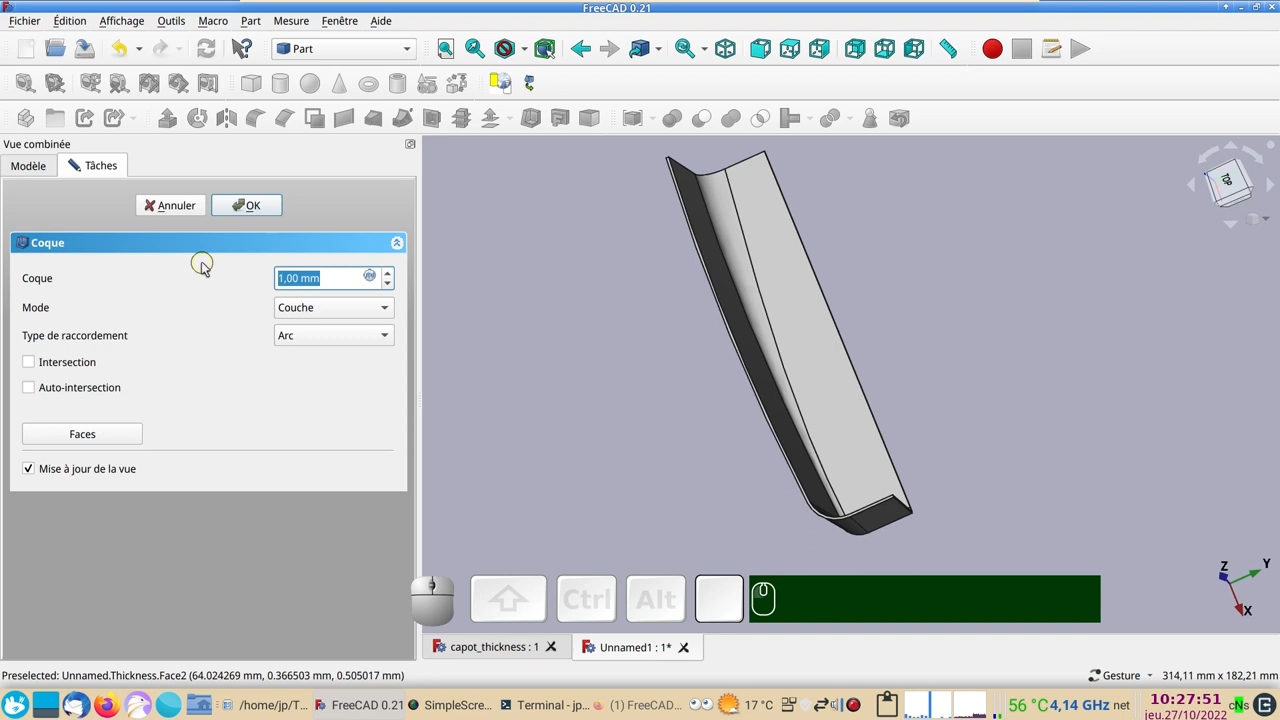 FreeCAD 0.21
Fichier Édition Affichage Outils Macro Part Mesure Fenêtre Aide
Part
Vue combinée
Modèle Tâches
Annuler OK
Coque
Coque 1,00 mm
Mode Couche
Type de raccordement Arc
Intersection
Auto-intersection
Faces
Mise à jour de la vue
TOP
Z
Y
X
Ctrl Alt
capot_thickness : 1 Unnamed1 : 1*
Preselected: Unnamed.Thickness.Face2 (64.024269 mm, 0.366503 mm, 0.505017 mm) Gesture 314,11 mm x 182,21 mm
/home/jp/T... FreeCAD 0.21 SimpleScre... Terminal - jp... (1) FreeCAD... 17 °C 56 °C 4,14 GHz net 10:27:51
jeu.27/10/2022